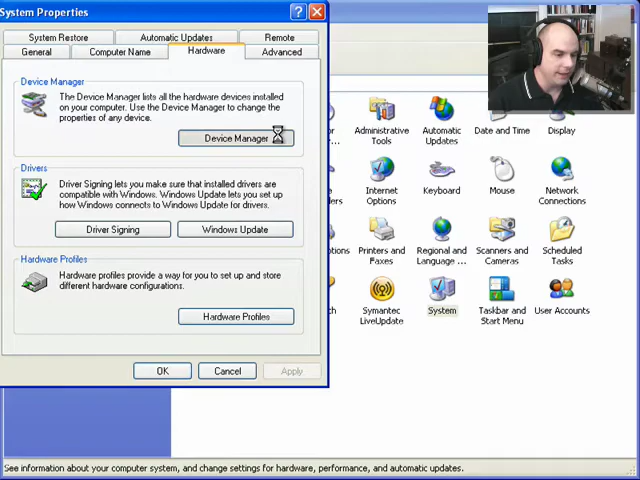 System Properties
System Restore
Automatic Updates
Remote
General
Computer Name
Hardware
Advanced
Device Manager
The Device Manager lists all the hardware devices installed
on your computer. Use the Device Manager to change the
properties of any device.
Device Manager
Drivers
Driver Signing lets you make sure that installed drivers are
compatible with Windows. Windows Update lets you set up
how Windows connects to Windows Update for drivers.
Driver Signing
Windows Update
Hardware Profiles
Hardware profiles provide a way for you to set up and store
different hardware configurations.
Hardware Profiles
OK
Cancel
Apply
Administrative
Tools
Automatic
Updates
Date and Time
Display
Internet
Options
Keyboard
Mouse
Network
Connections
Printers and
Faxes
Regional and
Language ...
Scanners and
Cameras
Scheduled
Tasks
Symantec
LiveUpdate
System
Taskbar and
Start Menu
User Accounts
See information about your computer system, and change settings for hardware, performance, and automatic updates.